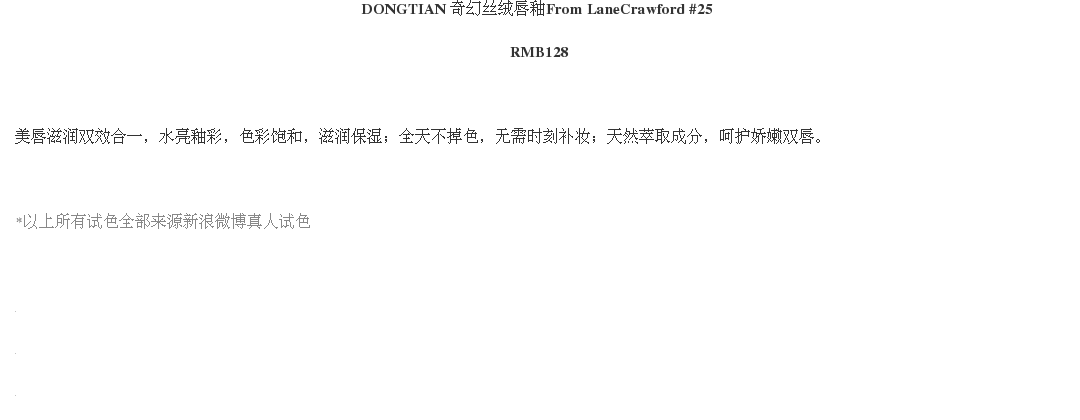 DONGTIAN 奇幻丝绒唇釉From LaneCrawford #25
RMB128
美唇滋润双效合一，水亮釉彩，色彩饱和，滋润保湿；全天不掉色，无需时刻补妆；天然萃取成分，呵护娇嫩双唇。
*以上所有试色全部来源新浪微博真人试色
.
.
.